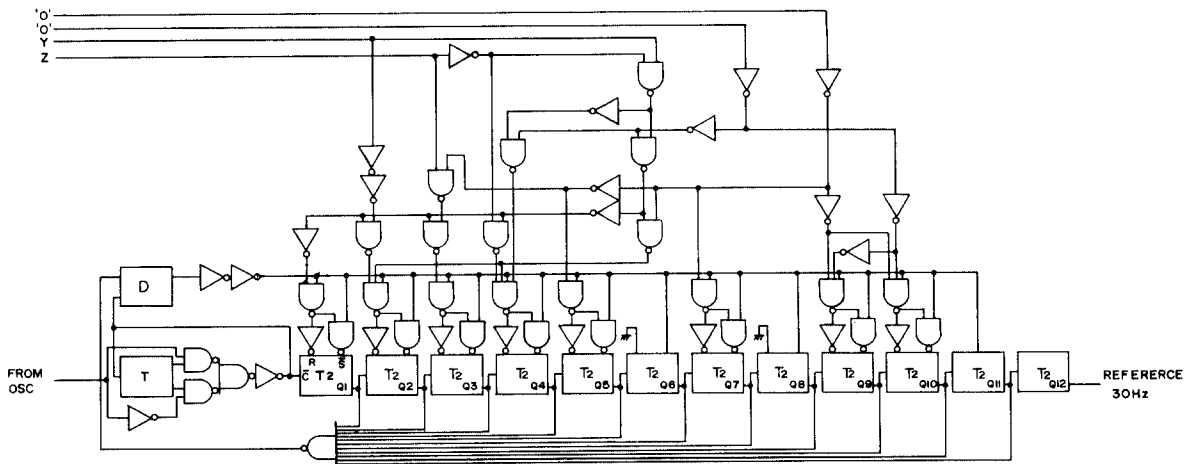 'O'
'O'
Y
Z
D
FROM
OSC
T
R
S
C T2 Q1
T2 Q2
T2 Q3
T2 Q4
T2 Q5
T2 Q6
T2 Q7
T2 Q8
T2 Q9
T2 Q10
T2 Q11
T2 Q12
REFERERCE
30Hz